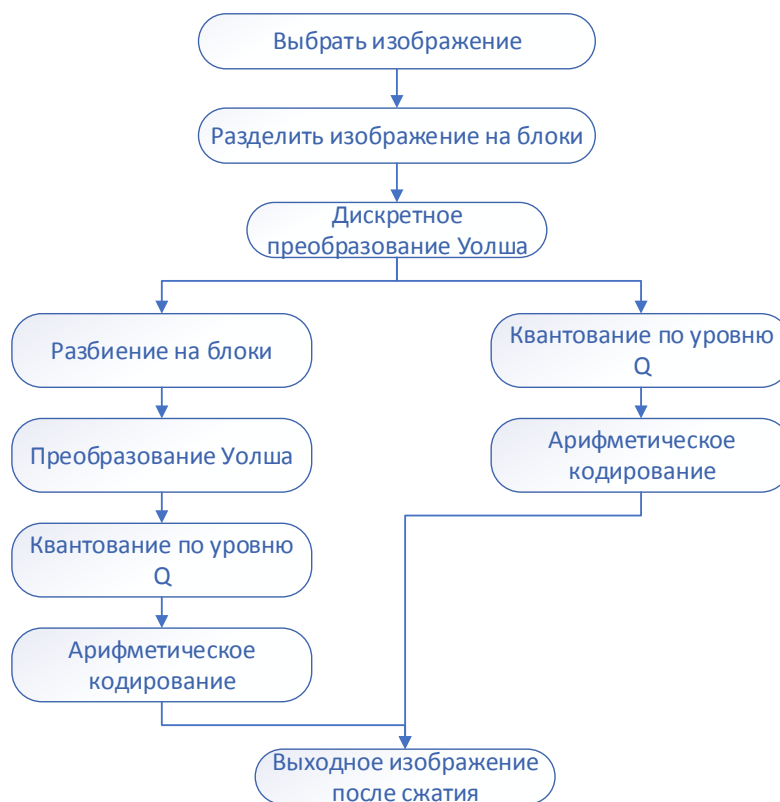 Выбрать изображение
Разделить изображение на блоки
Дискретное
преобразование Уолша
Разбиение на блоки
Преобразование Уолша
Квантование по уровню
Q
Арифметическое
кодирование
Квантование по уровню
Q
Арифметическое
кодирование
Выходное изображение
после сжатия